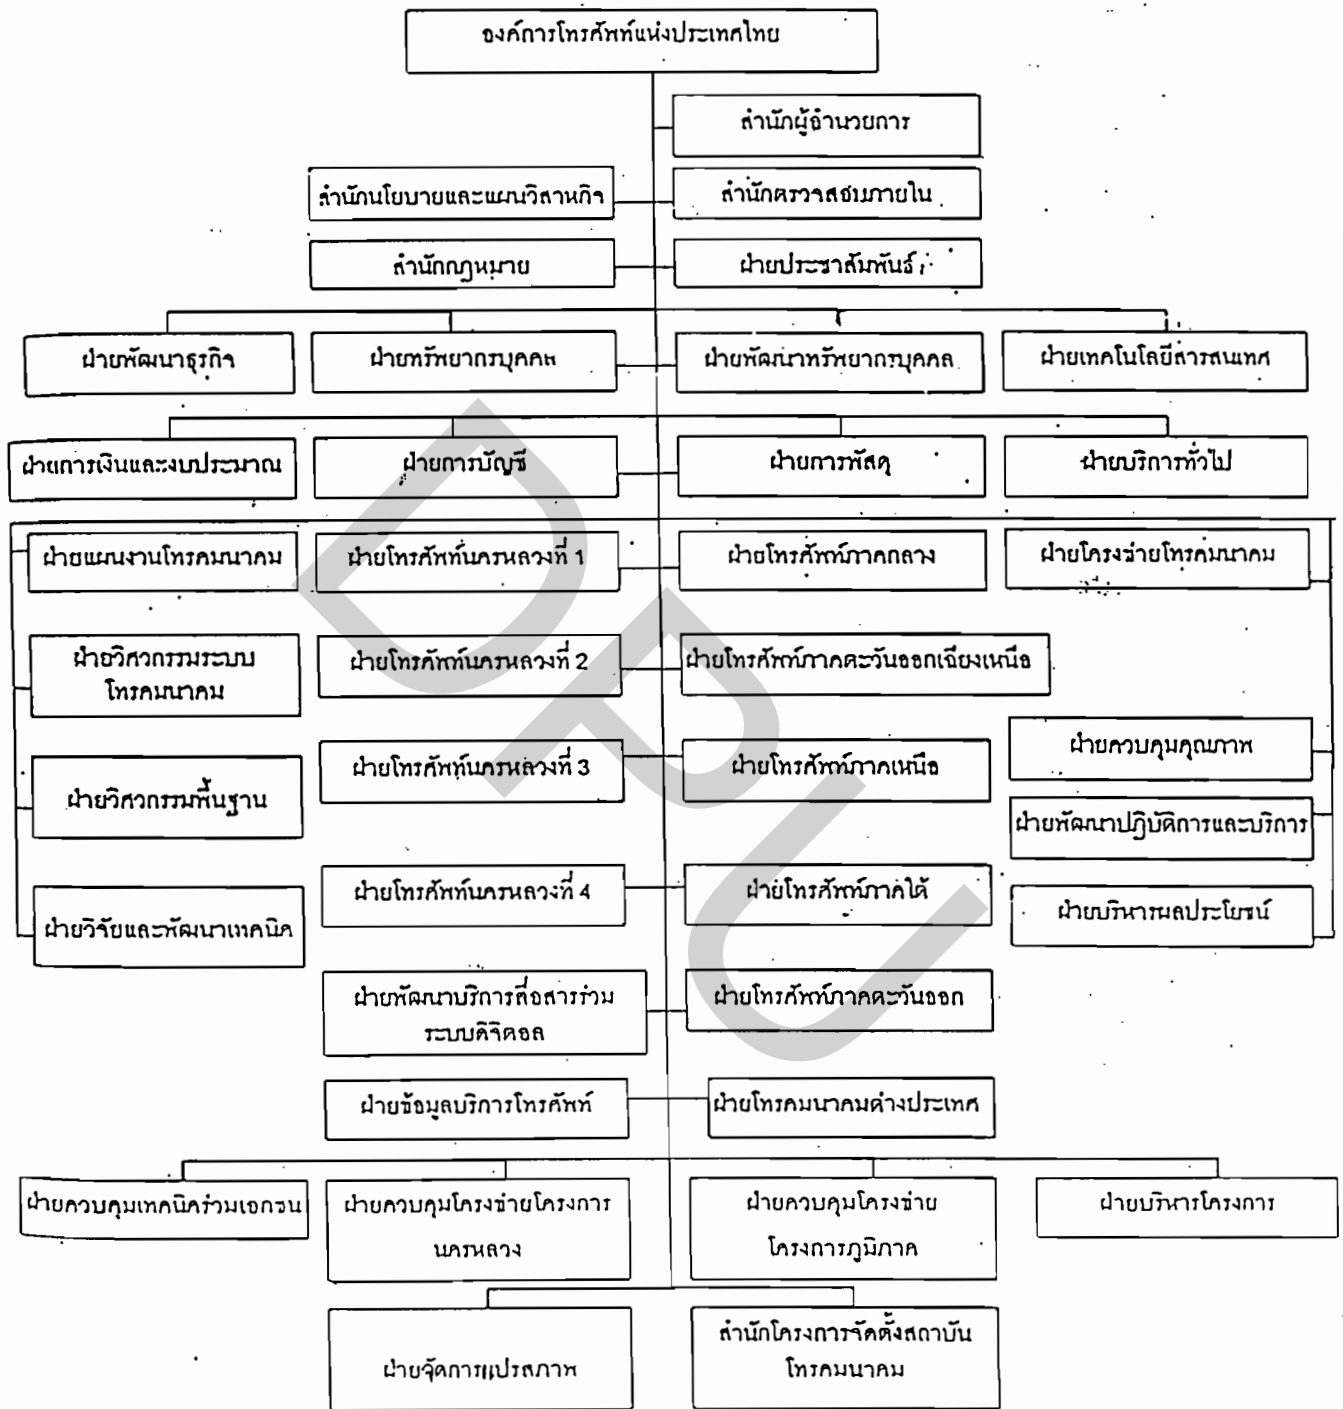 องค์การโทรศัพท์แห่งประเทศไทย
สำนักผู้อำนวยการ
สำนักนโยบายและแผนวิสาหกิจ
สำนักตรวจสอบภายใน
สำนักกฎหมาย
ฝ่ายประชาสัมพันธ์
ฝ่ายพัฒนาธุรกิจ
ฝ่ายทรัพยากรบุคคล
ฝ่ายพัฒนาทรัพยากรบุคคล
ฝ่ายเทคโนโลยีสารสนเทศ
ฝ่ายการเงินและงบประมาณ
ฝ่ายการบัญชี
ฝ่ายการพัสดุ
ฝ่ายบริการทั่วไป
ฝ่ายแผนงานโทรคมนาคม
ฝ่ายโทรศัพท์นครหลวงที่ 1
ฝ่ายโทรศัพท์ภาคกลาง
ฝ่ายโครงข่ายโทรคมนาคม
ฝ่ายวิศวกรรมระบบ
โทรคมนาคม
ฝ่ายโทรศัพท์นครหลวงที่ 2
ฝ่ายโทรศัพท์ภาคตะวันออกเฉียงเหนือ
ฝ่ายวิศวกรรมพื้นฐาน
ฝ่ายโทรศัพท์นครหลวงที่ 3
ฝ่ายโทรศัพท์ภาคเหนือ
ฝ่ายควบคุมคุณภาพ
ฝ่ายพัฒนาปฏิบัติการและบริการ
ฝ่ายวิจัยและพัฒนาเทคนิค
ฝ่ายโทรศัพท์นครหลวงที่ 4
ฝ่ายโทรศัพท์ภาคใต้
ฝ่ายบริหารผลประโยชน์
ฝ่ายพัฒนาบริการสื่อสารร่วม
ระบบดิจิตอล
ฝ่ายโทรศัพท์ภาคตะวันออก
ฝ่ายข้อมูลบริการโทรศัพท์
ฝ่ายโทรคมนาคมต่างประเทศ
ฝ่ายควบคุมเทคนิคร่วมเอกชน
ฝ่ายควบคุมโครงข่ายโครงการ
นครหลวง
ฝ่ายควบคุมโครงข่าย
โครงการภูมิภาค
ฝ่ายบริหารโครงการ
ฝ่ายจัดการแปรสภาพ
สำนักโครงการจัดตั้งสถาบัน
โทรคมนาคม
DPU